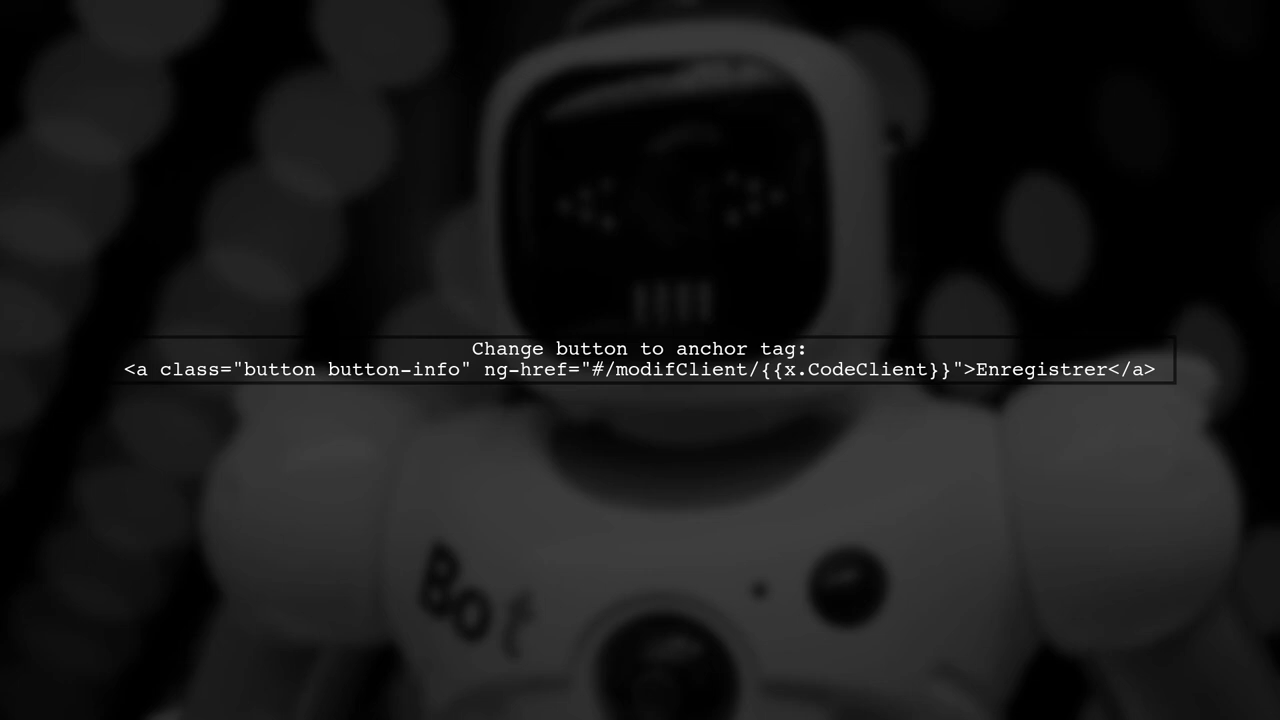 Change button to anchor tag:
<a class="button button-info" ng-href="#/modifClient/{{x.CodeClient}}">Enregistrer</a>
Bot